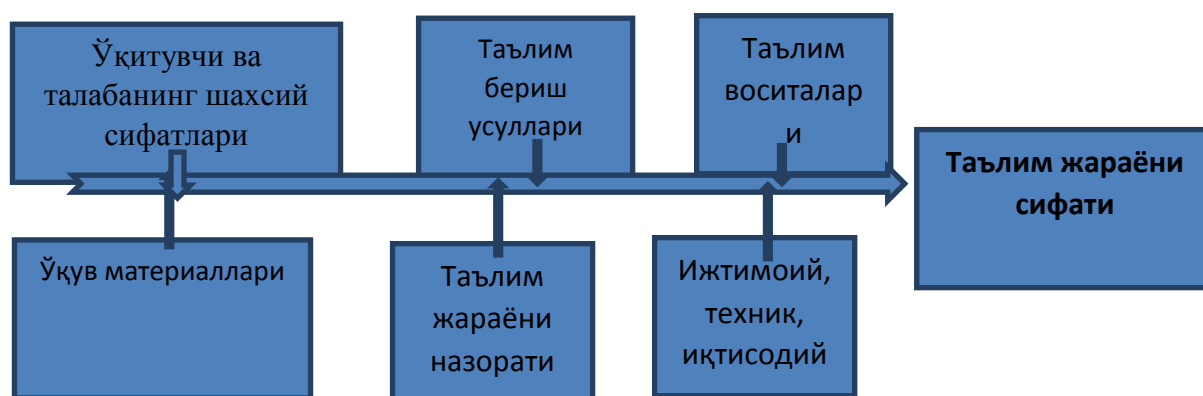 Ўқитувчи ва
талабанинг шахсий
сифатлари
Таълим
бериш
усуллари
Таълим
воситалар
и
Таълим жараёни
сифати
Ўқув материаллари
Таълим
жараёни
назорати
Ижтимоий,
техник,
иқтисодий